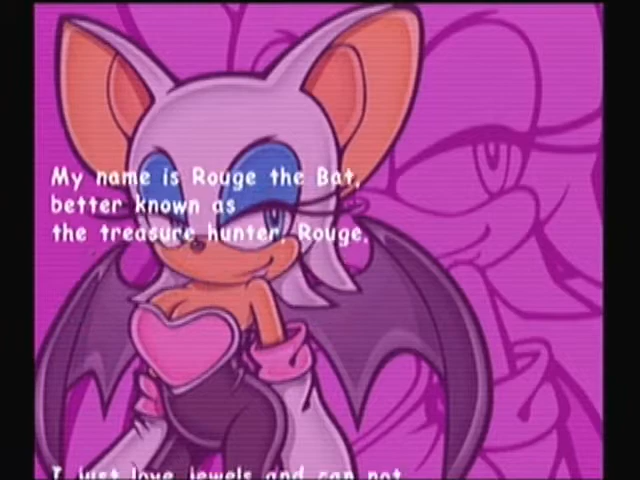 My name is Rouge the Bat,
better known as
the treasure hunter, Rouge.
I just love jewels and can not